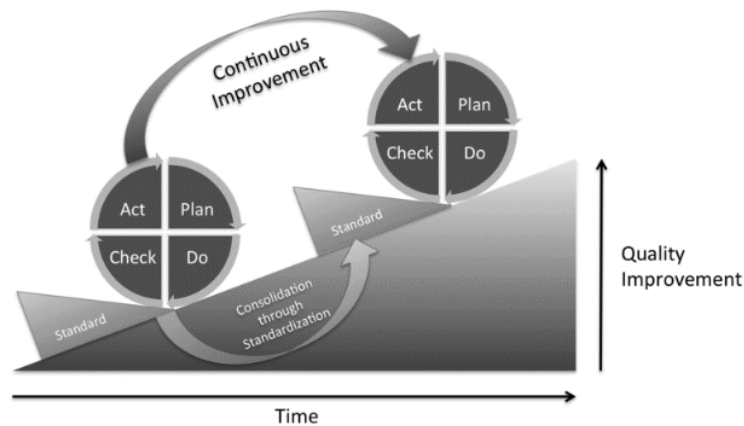 Continuous
Improvement
Act
Plan
Check
Do
Standard
Act
Plan
Check
Do
Standard
Consolidation
through
Standardization
Quality
Improvement
Time